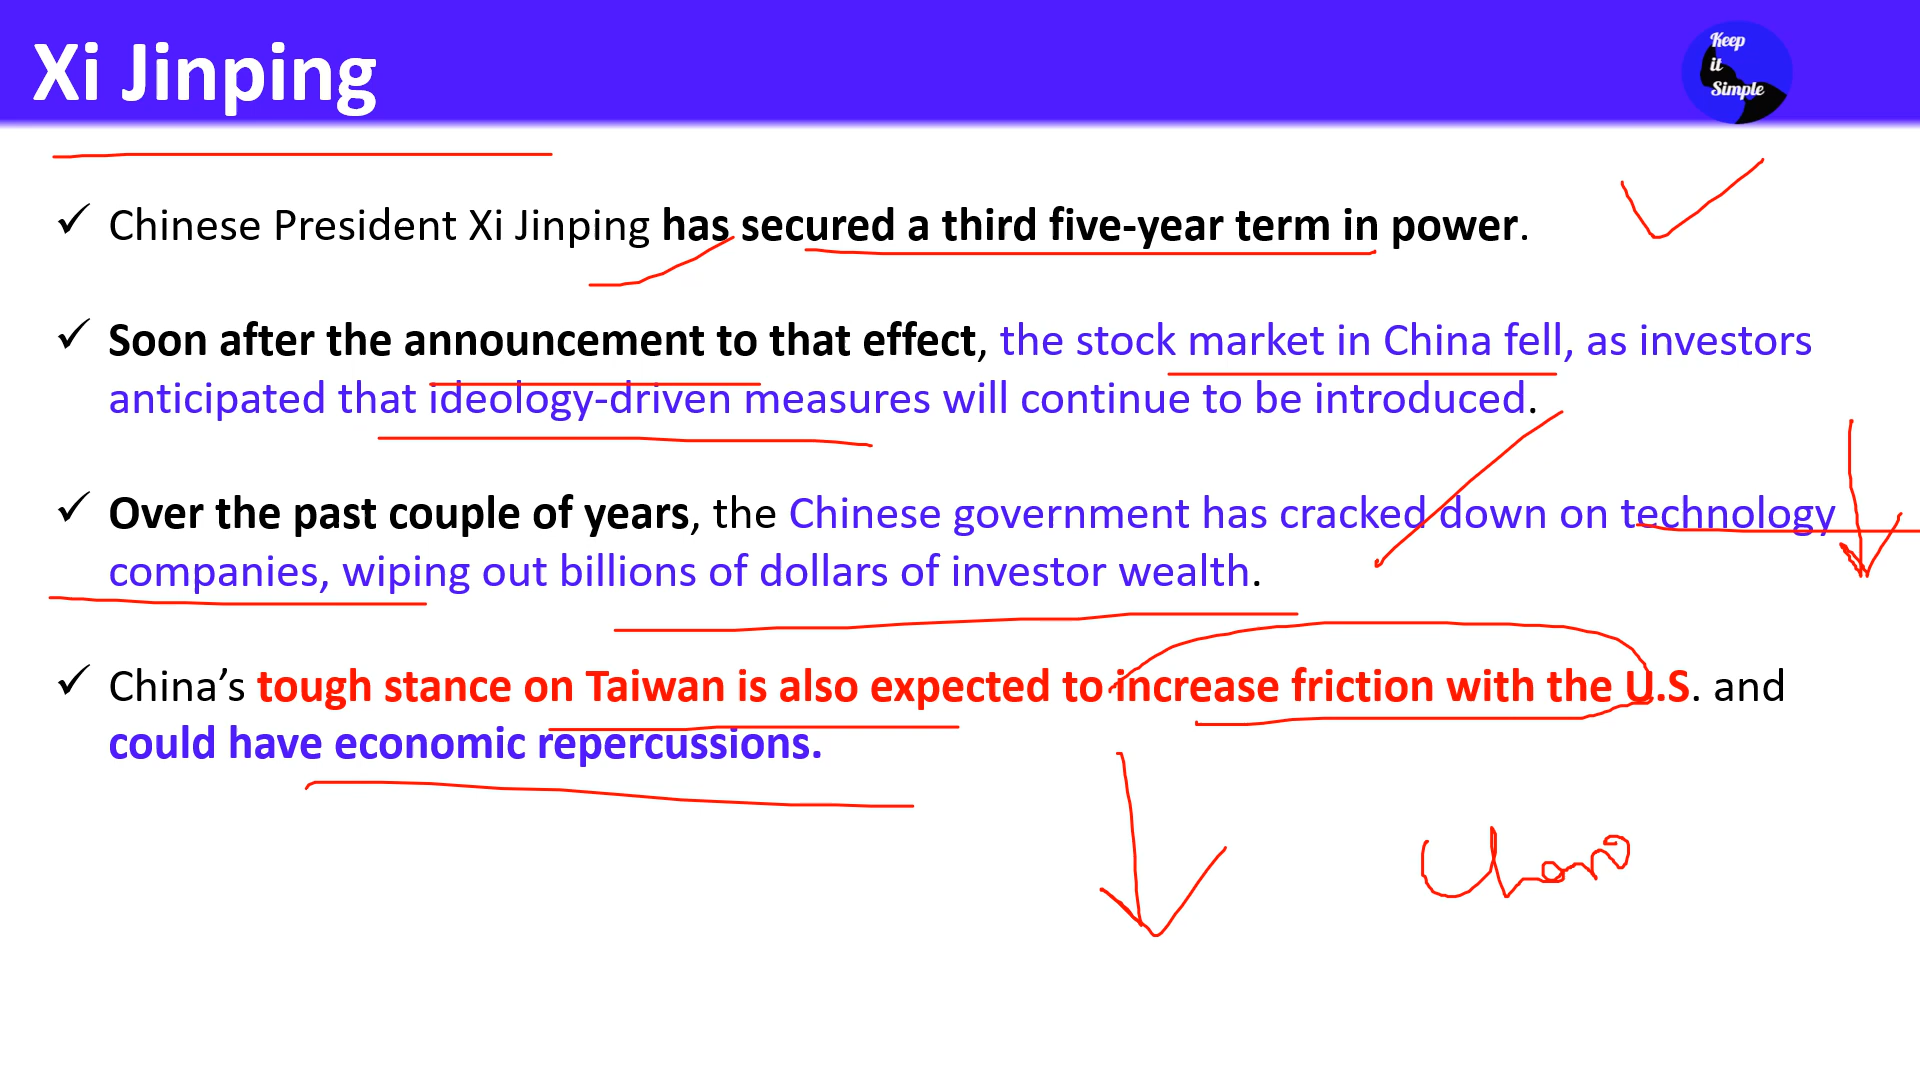 Xi Jinping
Keep
it
Simple
Chinese President Xi Jinping has secured a third five-year term in power.
Soon after the announcement to that effect, the stock market in China fell, as investors
anticipated that ideology-driven measures will continue to be introduced.
Over the past couple of years, the Chinese government has cracked down on technology
companies, wiping out billions of dollars of investor wealth.
China’s tough stance on Taiwan is also expected to increase friction with the U.S. and
could have economic repercussions.